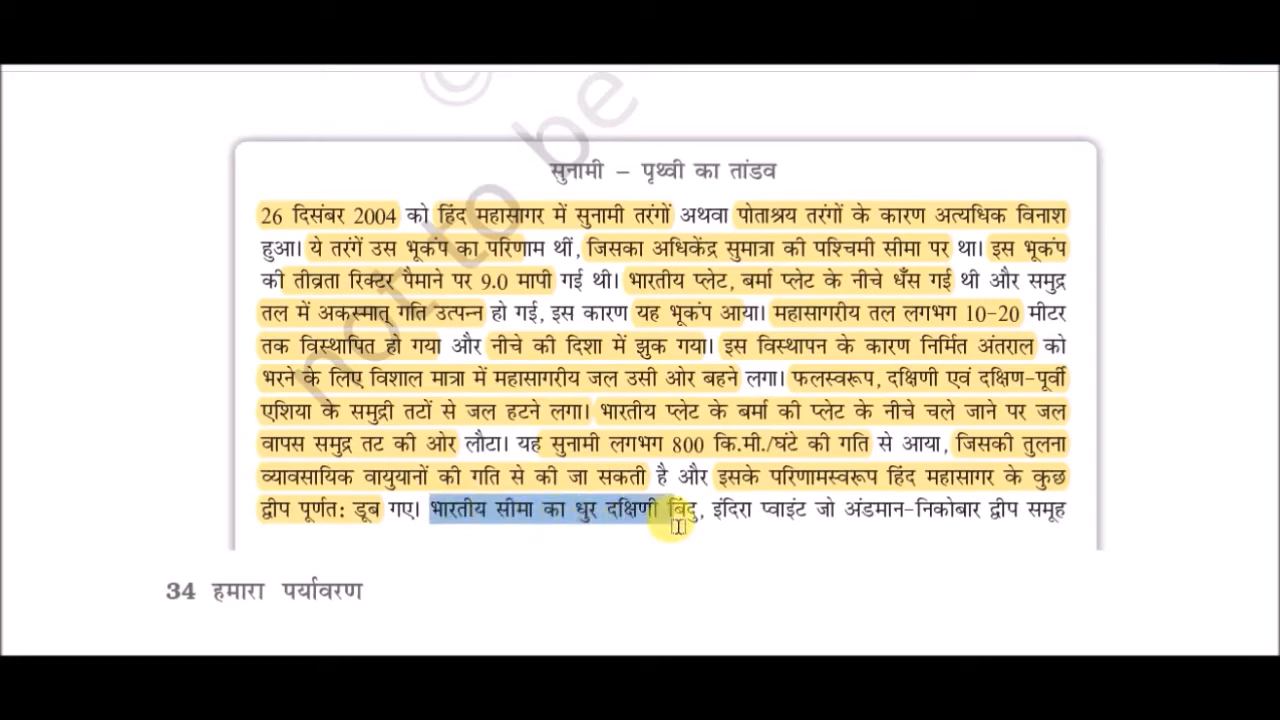 © not to be
सुनामी – पृथ्वी का तांडव
26 दिसंबर 2004 को हिंद महासागर में सुनामी तरंगों अथवा पोताश्रय तरंगों के कारण अत्यधिक विनाश
हुआ। ये तरंगें उस भूकंप का परिणाम थीं, जिसका अधिकेंद्र सुमात्रा की पश्चिमी सीमा पर था। इस भूकंप
की तीव्रता रिक्टर पैमाने पर 9.0 मापी गई थी। भारतीय प्लेट, बर्मा प्लेट के नीचे धँस गई थी और समुद्र
तल में अकस्मात् गति उत्पन्न हो गई, इस कारण यह भूकंप आया। महासागरीय तल लगभग 10-20 मीटर
तक विस्थापित हो गया और नीचे की दिशा में झुक गया। इस विस्थापन के कारण निर्मित अंतराल को
भरने के लिए विशाल मात्रा में महासागरीय जल उसी ओर बहने लगा। फलस्वरूप, दक्षिणी एवं दक्षिण-पूर्वी
एशिया के समुद्री तटों से जल हटने लगा। भारतीय प्लेट के बर्मा की प्लेट के नीचे चले जाने पर जल
वापस समुद्र तट की ओर लौटा। यह सुनामी लगभग 800 कि.मी./घंटे की गति से आया, जिसकी तुलना
व्यावसायिक वायुयानों की गति से की जा सकती है और इसके परिणामस्वरूप हिंद महासागर के कुछ
द्वीप पूर्णत: डूब गए। भारतीय सीमा का धुर दक्षिणी बिंदु, इंदिरा प्वाइंट जो अंडमान-निकोबार द्वीप समूह
34 हमारा पर्यावरण